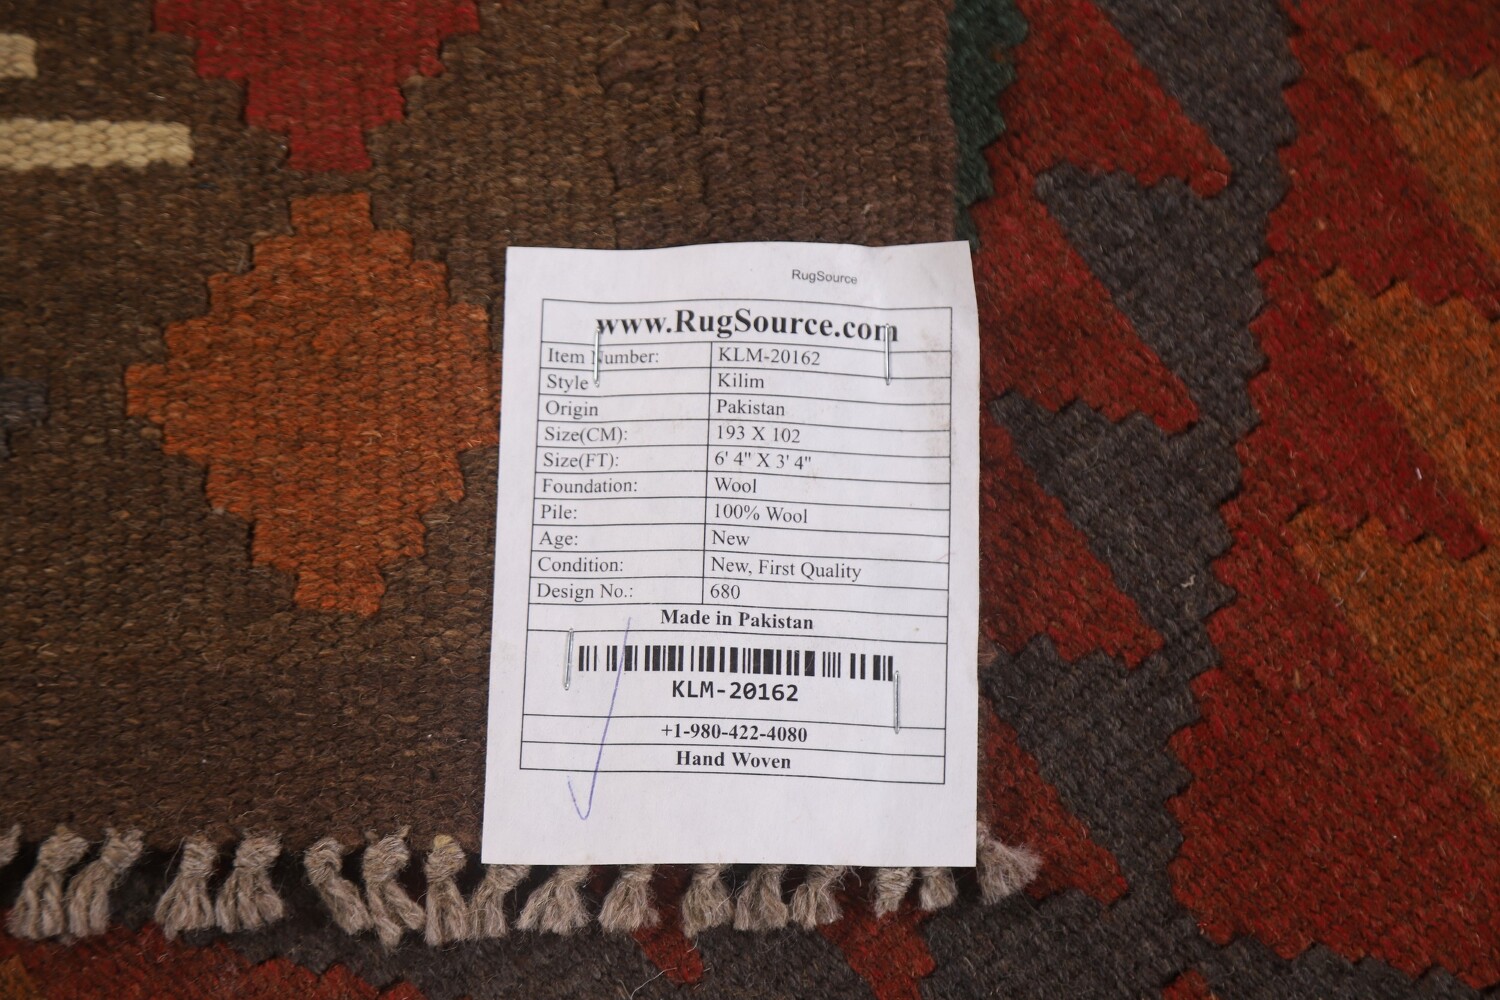 RugSource
www.RugSource.com
Item Number: KLM-20162
Style Kilim
Origin Pakistan
Size(CM): 193 X 102
Size(FT): 6' 4" X 3' 4"
Foundation: Wool
Pile: 100% Wool
Age: New
Condition: New, First Quality
Design No.: 680
Made in Pakistan
KLM-20162
+1-980-422-4080
Hand Woven